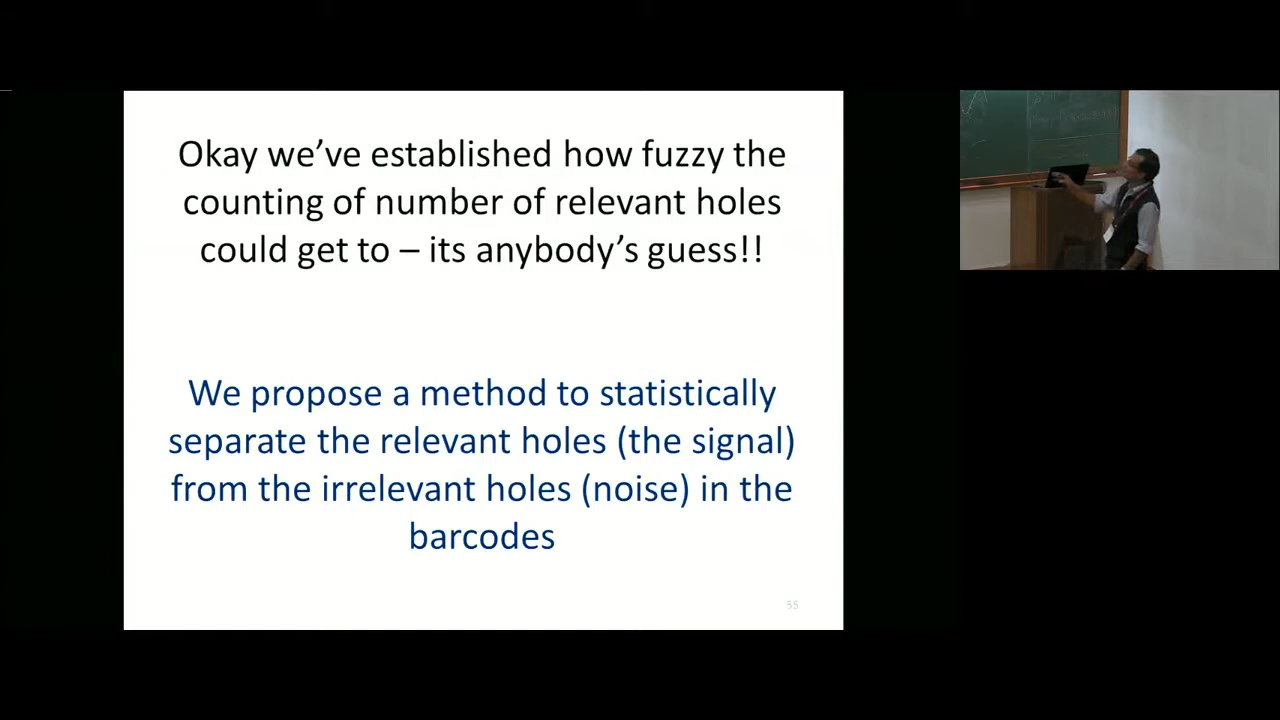 Okay we've established how fuzzy the
counting of number of relevant holes
could get to – its anybody's guess!!
We propose a method to statistically
separate the relevant holes (the signal)
from the irrelevant holes (noise) in the
barcodes
55